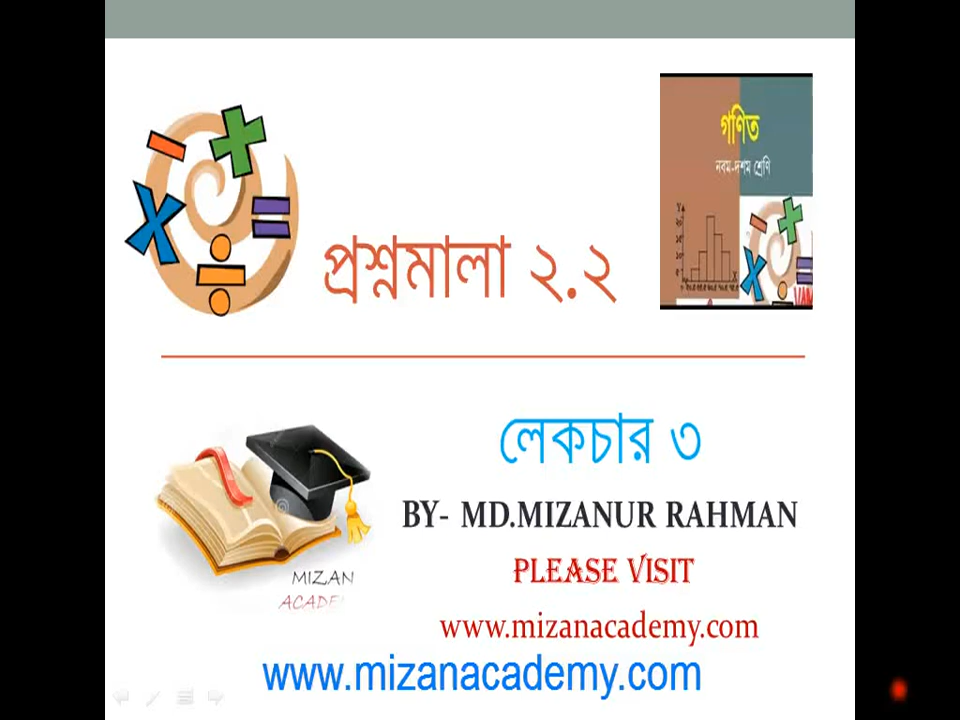 গণিত
নবম-দশম শ্রেণি
প্রশ্নমালা ২.২
লেকচার ৩
BY- MD.MIZANUR RAHMAN
PLEASE VISIT
www.mizanacademy.com
MIZAN
ACADE
www.mizanacademy.com